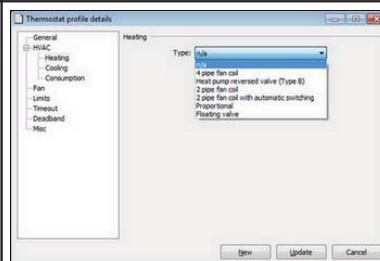 Thermostat profile details
General
HVAC
Heating
Cooling
Consumption
Fan
Limits
Timeout
Deadband
Misc
Heating
Type: n/a
n/a
4 pipe fan coil
Heat pump reversed valve (Type B)
2 pipe fan coil
2 pipe fan coil with automatic switching
Proportional
Floating valve
New Update Cancel